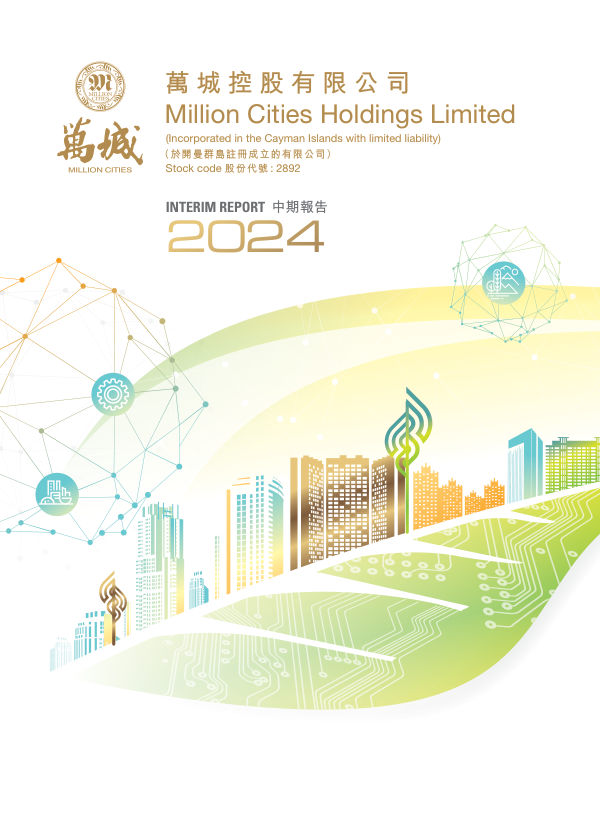 萬城控股有限公司
Million Cities Holdings Limited
(Incorporated in the Cayman Islands with limited liability)
(於開曼群島註冊成立的有限公司)
Stock code 股份代號 : 2892
M
MILLION
CITIES
萬城
MILLION CITIES
INTERIM REPORT 中期報告
2024